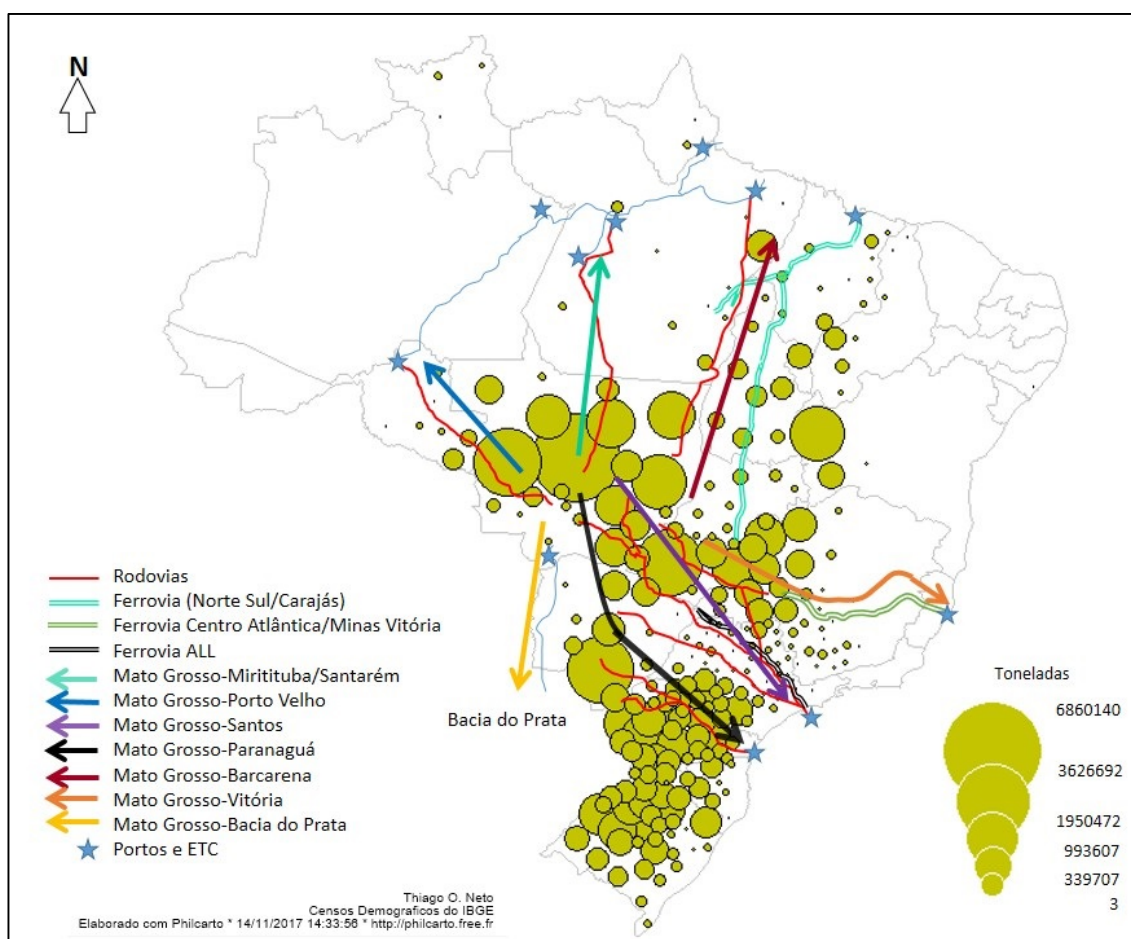 N
Rodovias
Ferrovia (Norte Sul/Carajás)
Ferrovia Centro Atlântica/Minas Vitória
Ferrovia ALL
Mato Grosso-Miritituba/Santarém
Mato Grosso-Porto Velho
Mato Grosso-Santos
Mato Grosso-Paranaguá
Mato Grosso-Barcarena
Mato Grosso-Vitória
Mato Grosso-Bacia do Prata
Portos e ETC
Bacia do Prata
Toneladas
6860140
3626692
1950472
993607
339707
3
Thiago O. Neto
Censos Demograficos do IBGE
Elaborado com Philcarto * 14/11/2017 14:33:56 * http://philcarto.free.fr